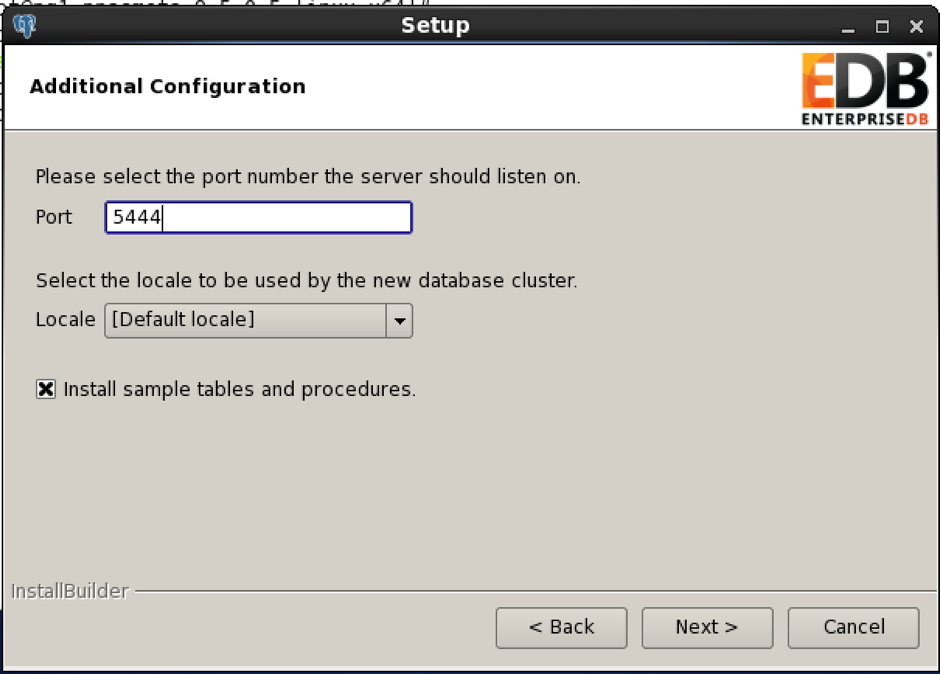 Setup
Additional Configuration
EDB
ENTERPRISEDB
Please select the port number the server should listen on.
Port 5444
Select the locale to be used by the new database cluster.
Locale [Default locale]
Install sample tables and procedures.
InstallBuilder
< Back Next > Cancel